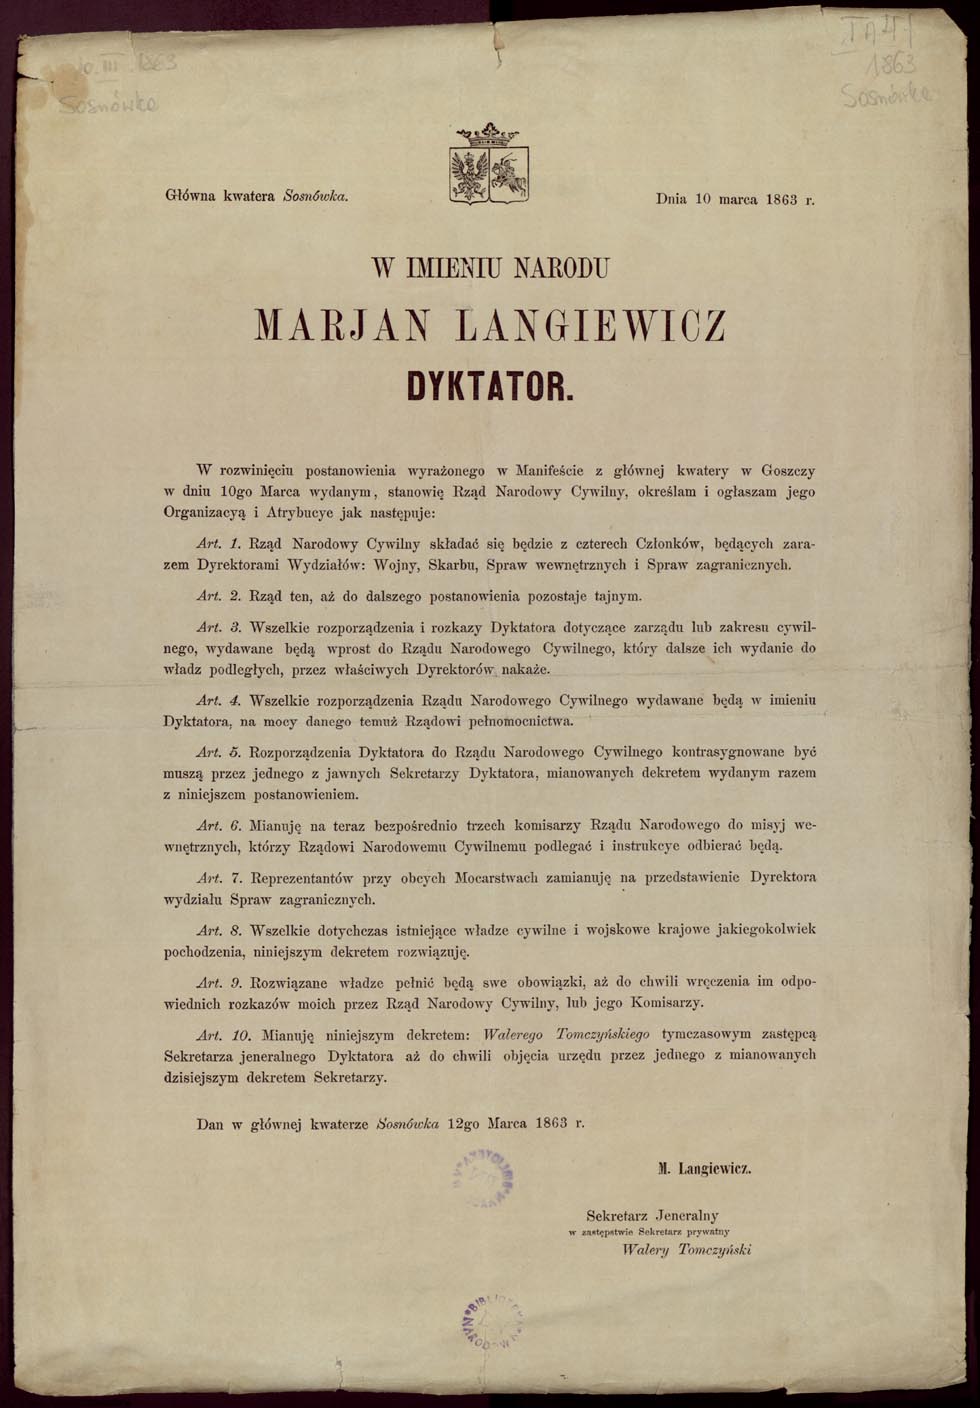 10.III.1863
Sosnówka
1863
Sosnówka
Główna kwatera Sosnówka.
Dnia 10 marca 1863 r.
W IMIENIU NARODU
MARJAN LANGIEWICZ
DYKTATOR.
W rozwinięciu postanowienia wyrażonego w Manifeście z głównej kwatery w Goszczy
w dniu 10go Marca wydanym, stanowię Rząd Narodowy Cywilny, określam i ogłaszam jego
Organizacyą i Atrybucye jak następuje:
Art. 1. Rząd Narodowy Cywilny składać się będzie z czterech Członków, będących zara-
zem Dyrektorami Wydziałów: Wojny, Skarbu, Spraw wewnętrznych i Spraw zagranicznych.
Art. 2. Rząd ten, aż do dalszego postanowienia pozostaje tajnym.
Art. 3. Wszelkie rozporządzenia i rozkazy Dyktatora dotyczące zarządu lub zakresu cywil-
nego, wydawane będą wprost do Rządu Narodowego Cywilnego, który dalsze ich wydanie do
władz podległych, przez właściwych Dyrektorów nakaże.
Art. 4. Wszelkie rozporządzenia Rządu Narodowego Cywilnego wydawane będą w imieniu
Dyktatora, na mocy danego temuż Rządowi pełnomocnictwa.
Art. 5. Rozporządzenia Dyktatora do Rządu Narodowego Cywilnego kontrasygnowane być
muszą przez jednego z jawnych Sekretarzy Dyktatora, mianowanych dekretem wydanym razem
z niniejszem postanowieniem.
Art. 6. Mianuję na teraz bezpośrednio trzech komisarzy Rządu Narodowego do misyj we-
wnętrznych, którzy Rządowi Narodowemu Cywilnemu podlegać i instrukcye odbierać będą.
Art. 7. Reprezentantów przy obcych Mocarstwach zamianuję na przedstawienie Dyrektora
wydziału Spraw zagranicznych.
Art. 8. Wszelkie dotychczas istniejące władze cywilne i wojskowe krajowe jakiegokolwiek
pochodzenia, niniejszym dekretem rozwiązuję.
Art. 9. Rozwiązane władze pełnić będą swe obowiązki, aż do chwili wręczenia im odpo-
wiednich rozkazów moich przez Rząd Narodowy Cywilny, lub jego Komisarzy.
Art. 10. Mianuję niniejszym dekretem: Walerego Tomczyńskiego tymczasowym zastępcą
Sekretarza jeneralnego Dyktatora aż do chwili objęcia urzędu przez jednego z mianowanych
dzisiejszym dekretem Sekretarzy.
Dan w głównej kwaterze Sosnówka 12go Marca 1863 r.
M. Langiewicz.
Sekretarz Jeneralny
w zastępstwie Sekretarz prywatny
Walery Tomczyński
BIBLIOTEKA NARODOWA